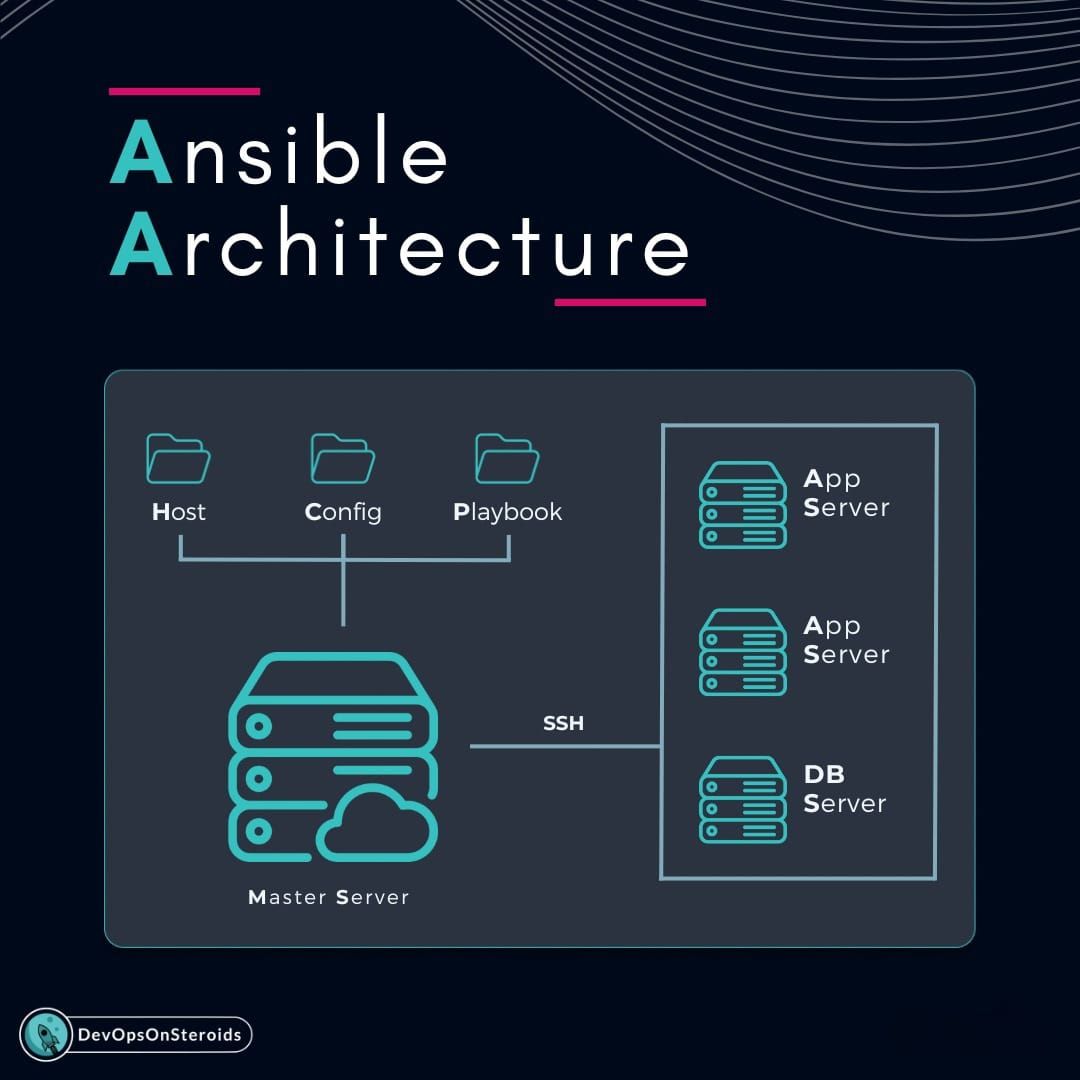 Ansible
Architecture
Host
Config
Playbook
App
Server
App
Server
SSH
DB
Server
Master Server
DevOpsOnSteroids